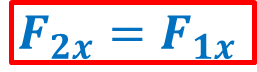 F₂ₓ = F₁ₓ